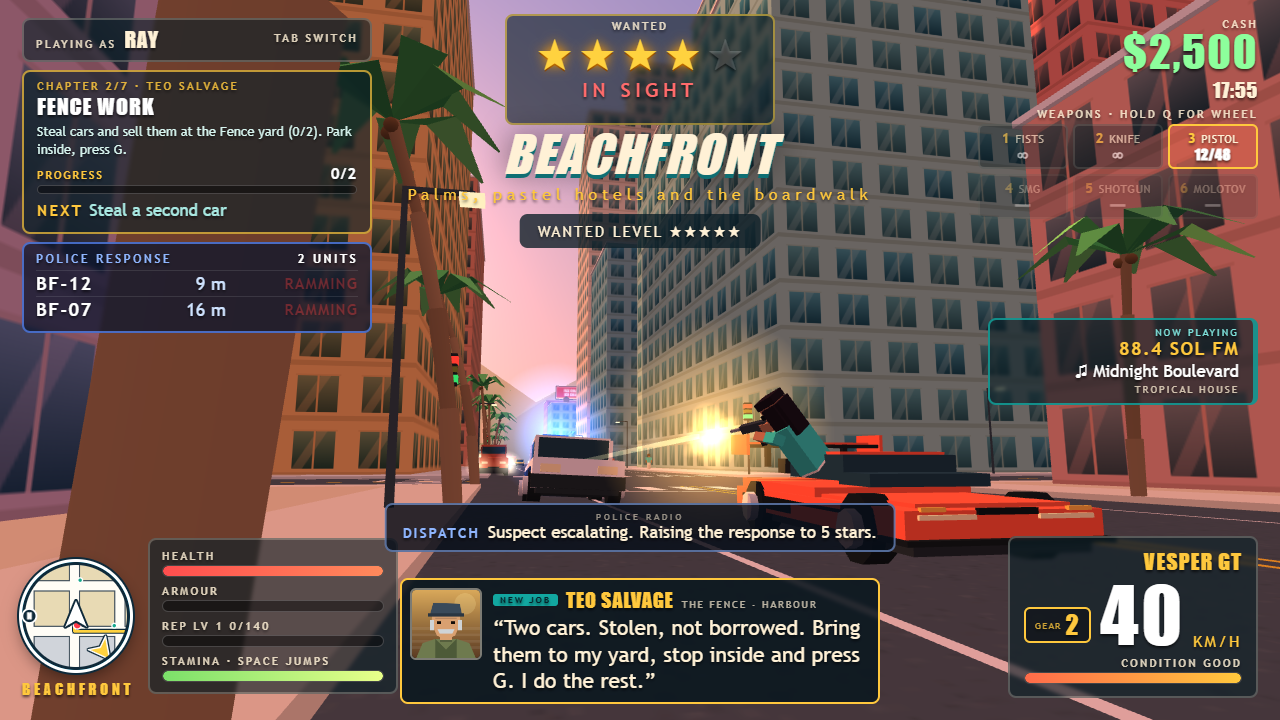 PLAYING AS RAY
TAB SWITCH
CHAPTER 2/7 · TEO SALVAGE
FENCE WORK
Steal cars and sell them at the Fence yard (0/2). Park
inside, press G.
PROGRESS 0/2
NEXT Steal a second car
POLICE RESPONSE 2 UNITS
BF-12 9 m RAMMING
BF-07 16 m RAMMING
WANTED
IN SIGHT
BEACHFRONT
Palm pastel hotels and the boardwalk
WANTED LEVEL ★★★★★
CASH
$2,500
17:55
WEAPONS · HOLD Q FOR WHEEL
1 FISTS ∞
2 KNIFE ∞
3 PISTOL 12/48
4 SMG —
5 SHOTGUN —
6 MOLOTOV —
NOW PLAYING
88.4 SOL FM
♫ Midnight Boulevard
TROPICAL HOUSE
POLICE RADIO
DISPATCH Suspect escalating. Raising the response to 5 stars.
HEALTH
ARMOUR
REP LV 1 0/140
STAMINA · SPACE JUMPS
BEACHFRONT
NEW JOB TEO SALVAGE THE FENCE · HARBOUR
“Two cars. Stolen, not borrowed. Bring
them to my yard, stop inside and press
G. I do the rest.”
VESPER GT
GEAR 2
40 KM/H
CONDITION GOOD